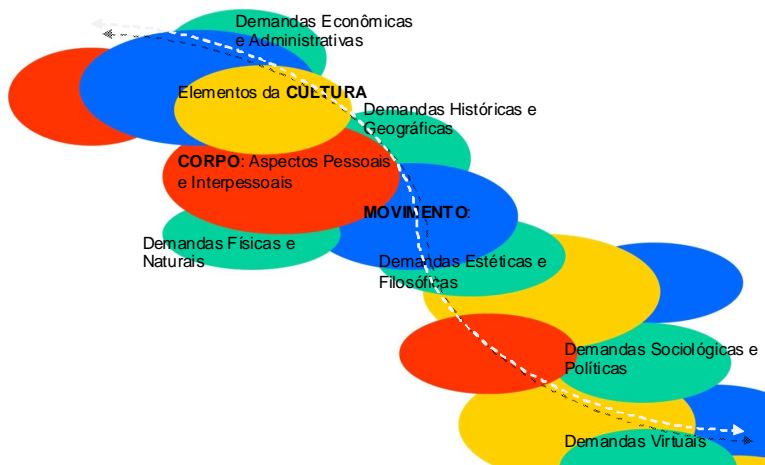 Demandas Econômicas
e Administrativas
Elementos da CULTURA
Demandas Históricas e
Geográficas
CORPO: Aspectos Pessoais
e Interpessoais
MOVIMENTO:
Demandas Físicas e
Naturais
Demandas Estéticas e
Filosóficas
Demandas Sociológicas e
Políticas
Demandas Virtuais